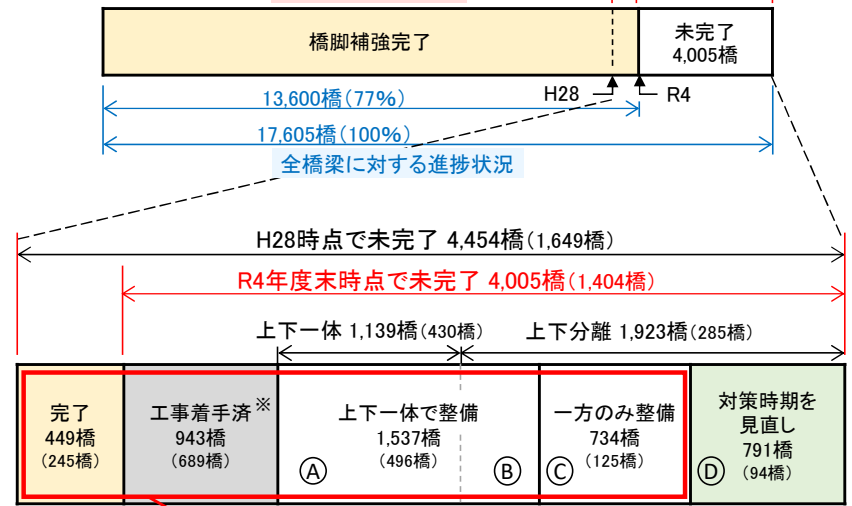 橋脚補強完了
未完了
4,005橋
13,600橋(77%)
H28
R4
17,605橋(100%)
全橋梁に対する進捗状況
H28時点で未完了 4,454橋(1,649橋)
R4年度末時点で未完了 4,005橋(1,404橋)
上下一体 1,139橋(430橋)
上下分離 1,923橋(285橋)
完了
449橋
(245橋)
工事着手済※
943橋
(689橋)
上下一体で整備
1,537橋
(496橋)
Ⓐ
Ⓑ
一方のみ整備
734橋
(125橋)
Ⓒ
対策時期を
見直し
791橋
(94橋)
Ⓓ